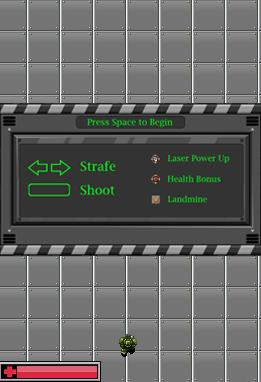 Press Space to Begin
Strafe
Shoot
Laser Power Up
Health Bonus
Landmine